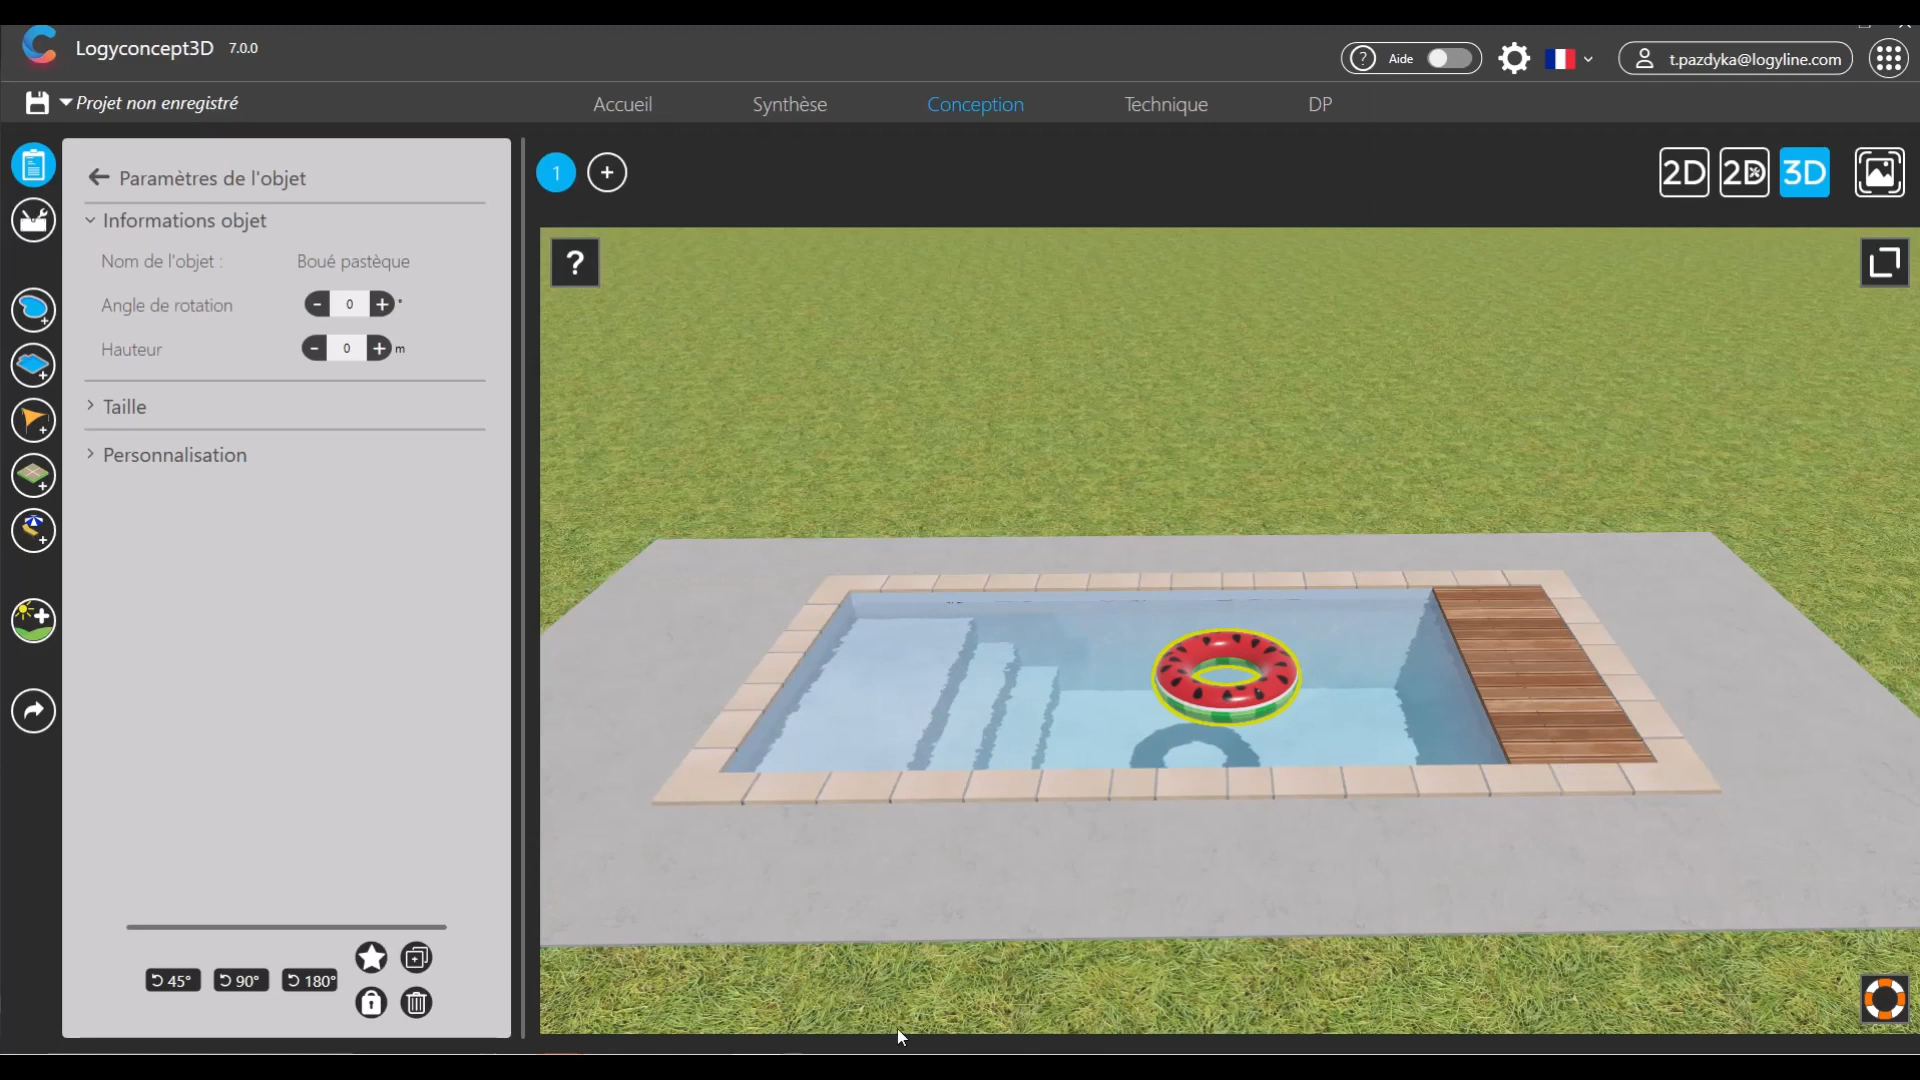 Logyconcept3D 7.0.0
? Aide
t.pazdyka@logyline.com
Projet non enregistré
Accueil Synthèse Conception Technique DP
Paramètres de l'objet
1 +
2D 2D 3D
Informations objet
?
Nom de l'objet : Boué pastèque
Angle de rotation - 0 + °
Hauteur - 0 + m
Taille
Personnalisation
45° 90° 180°